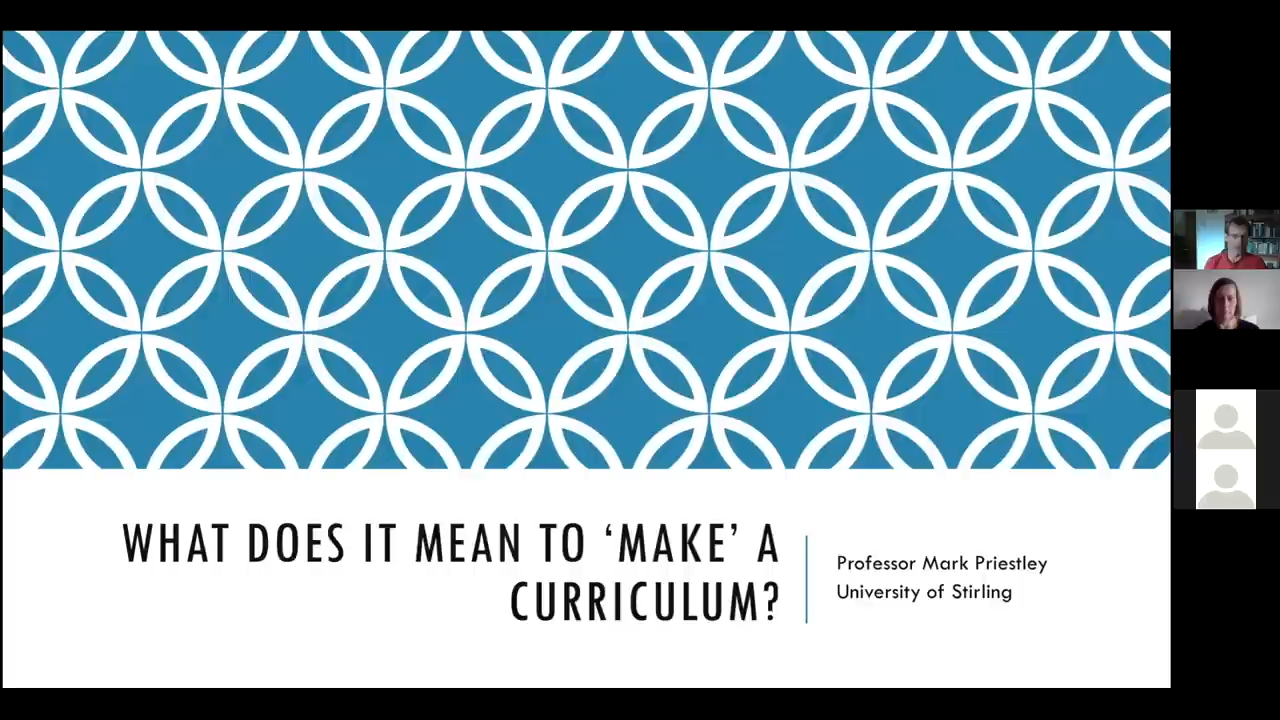 WHAT DOES IT MEAN TO ‘MAKE’ A
CURRICULUM?
Professor Mark Priestley
University of Stirling